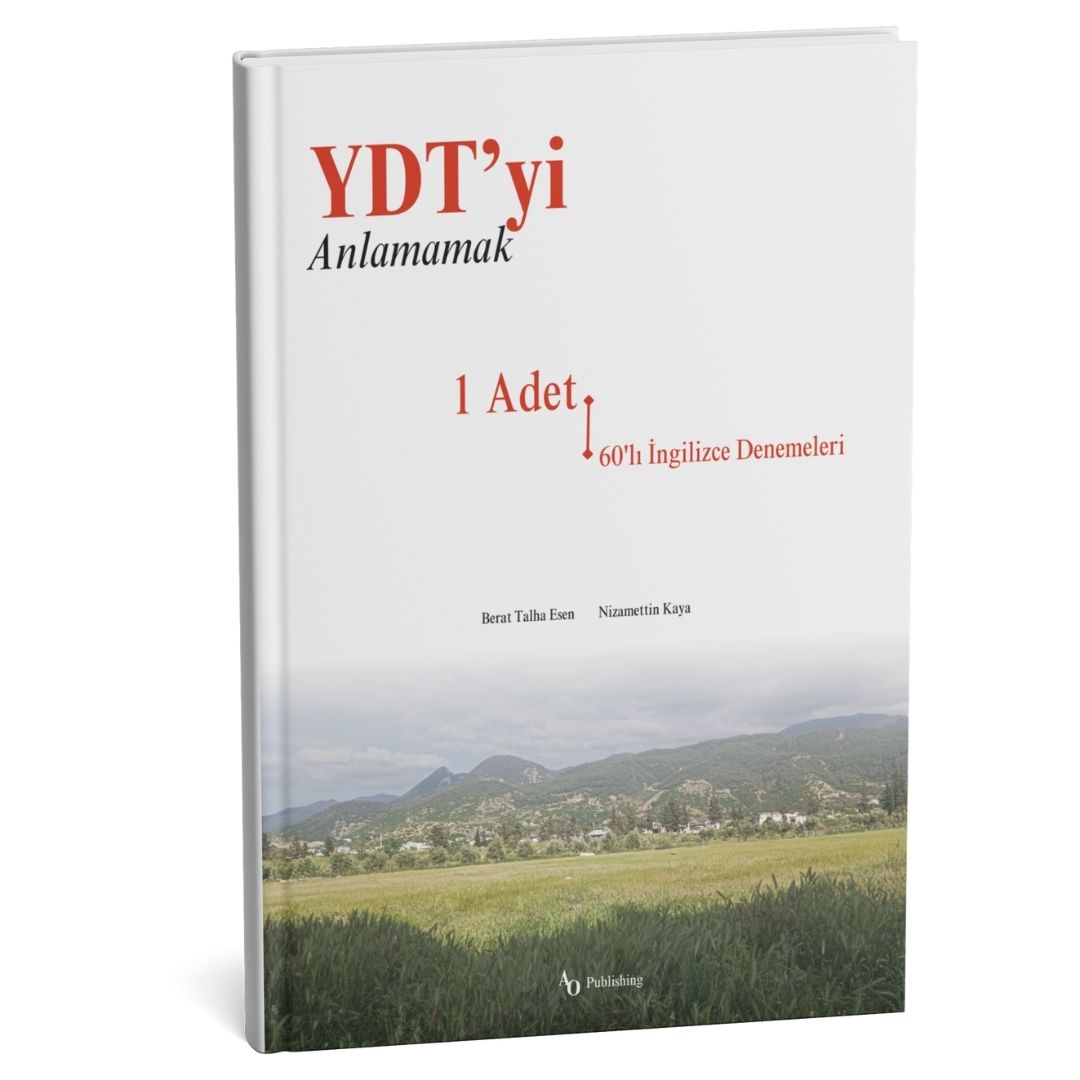 YDT’yi
Anlamamak
1 Adet
60'lı İngilizce Denemeleri
Berat Talha Esen Nizamettin Kaya
AO Publishing